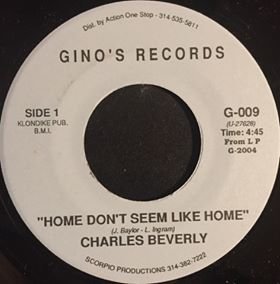 Dist. by Action One Stop - 314-535-5811
GINO'S RECORDS
SIDE 1
KLONDIKE PUB.
B.M.I.
G-009
(U-27828)
Time: 4:45
From L P
G-2004
"HOME DON'T SEEM LIKE HOME"
(J. Baylor - L. Ingram)
CHARLES BEVERLY
SCORPIO PRODUCTIONS 314-382-7222